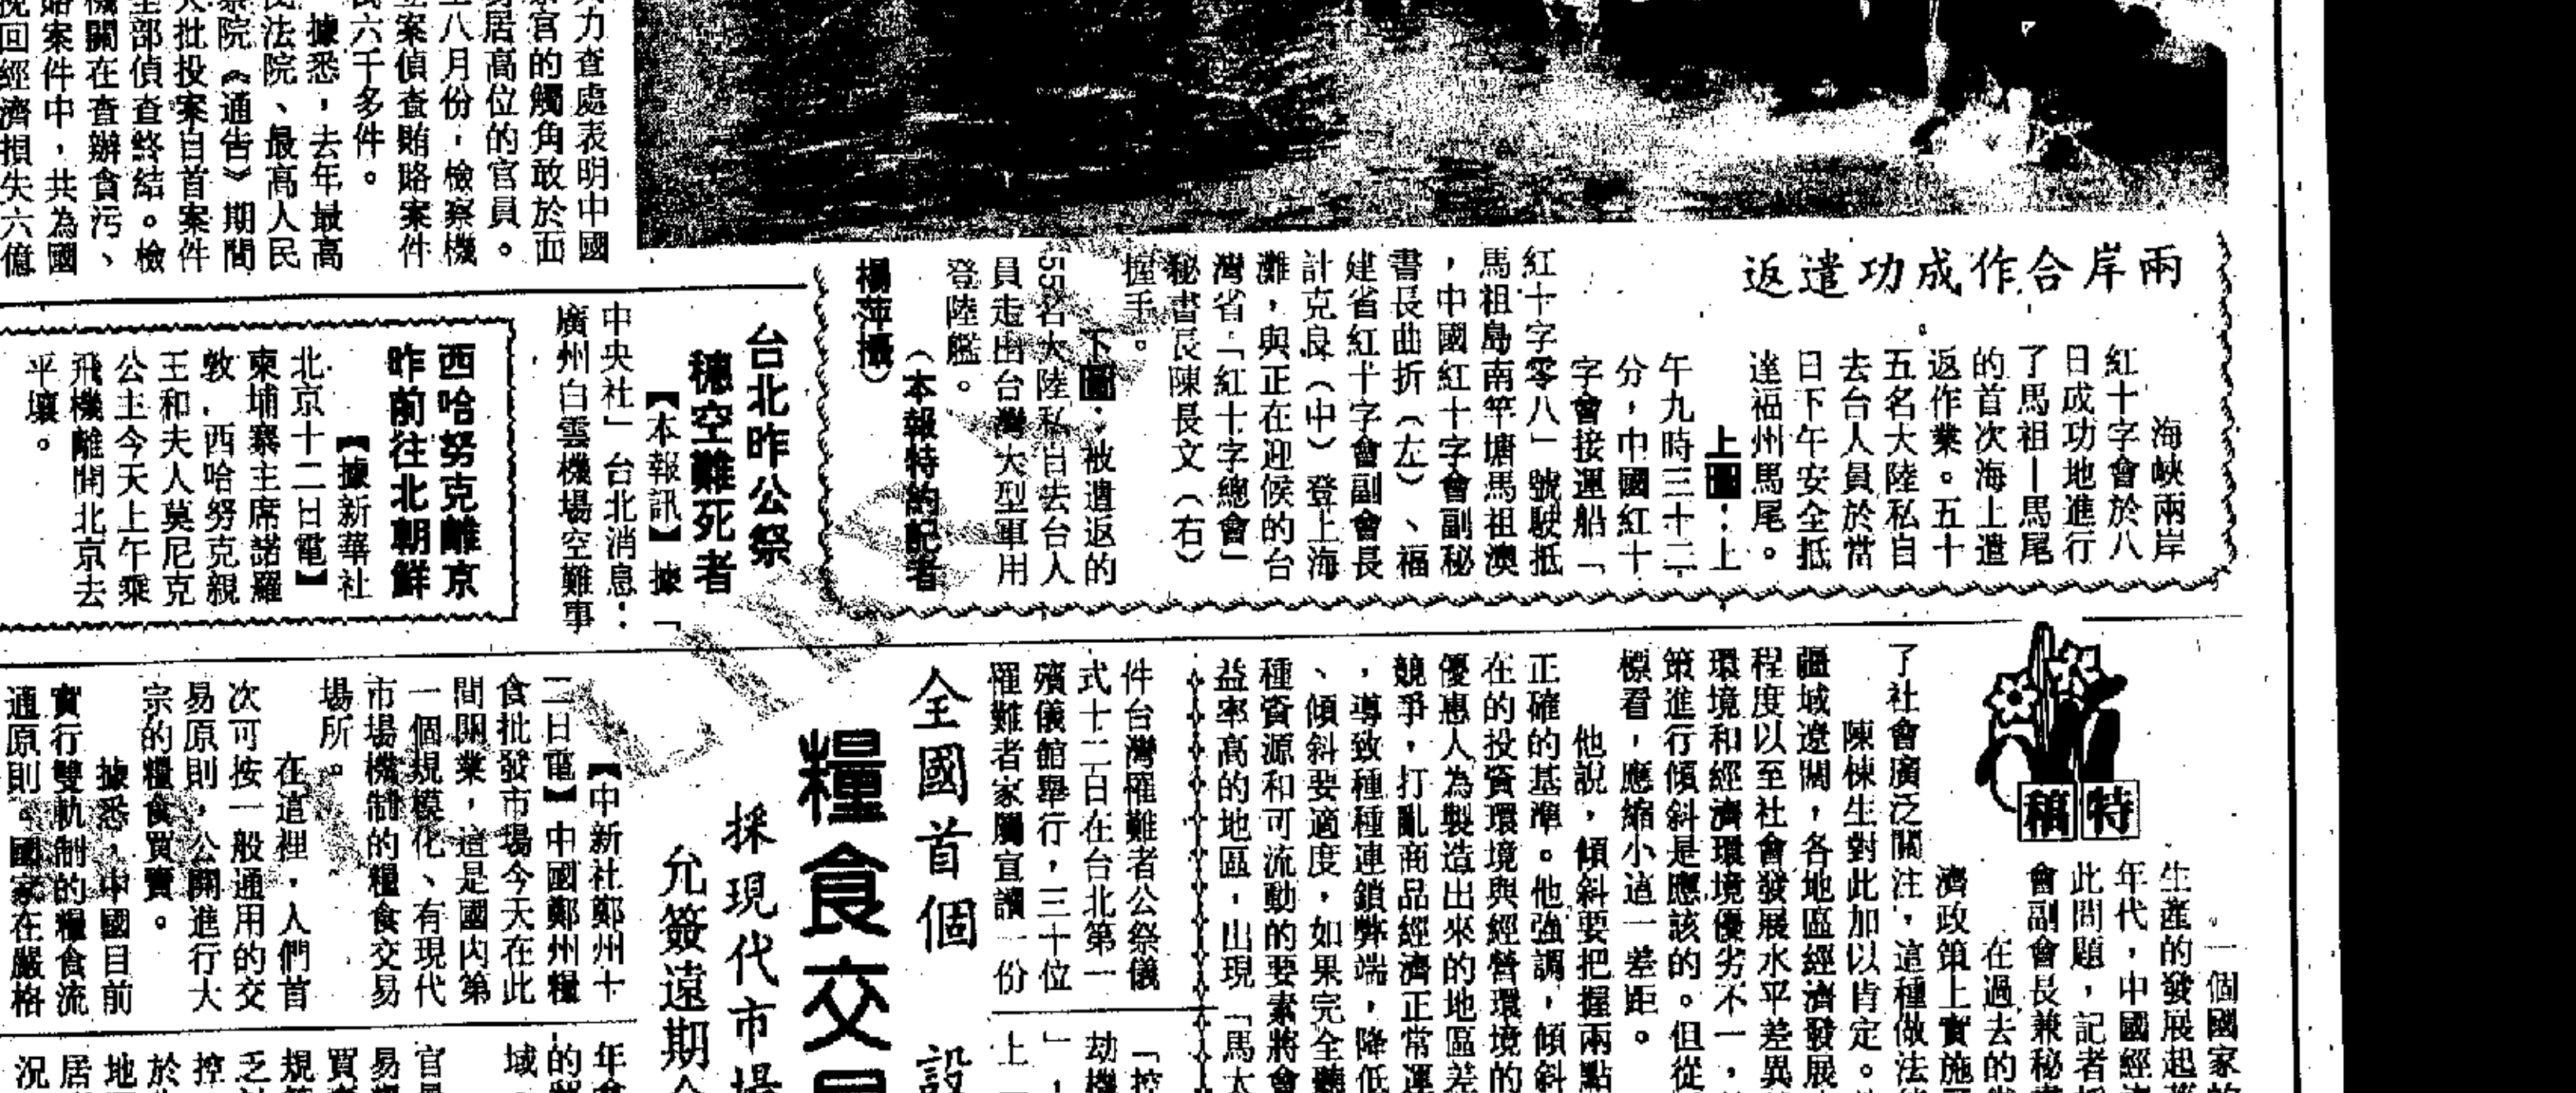 兩岸合作成功遣返
海峽兩岸
紅十字會於八
日成功地進行
了馬祖—馬尾
的首次海上遣
返作業。五十
五名大陸私自
去台人員於當
日下午安全抵
達福州馬尾。
上圖：上
午九時三十二
分，中國紅十
字會接運船「
紅十字零八」號駛抵
馬祖島南竿塘馬祖澳
，中國紅十字會副秘
書長曲折（左）、福
建省紅十字會副會長
計克良（中）登上海
灘，與正在迎候的台
灣省「紅十字總會」
秘書長陳長文（右）
握手。
下圖：被遣返的
55名大陸私自去台人
員走出台灣大型軍用
登陸艦。
（本報特約記者
楊萍攝）
台北昨公祭
穗空難死者
【本報訊】據「
中央社」台北消息：
廣州白雲機場空難事
件台灣罹難者公祭儀
式十二日在台北第一
殯儀館舉行，三十位
罹難者家屬宣讀一份
西哈努克離京
昨前往北朝鮮
【據新華社
北京十二日電】
柬埔寨主席諾羅
敦．西哈努克親
王和夫人莫尼克
公主今天上午乘
飛機離開北京去
平壤。
力查處表明中國
官的觸角敢於面
居高位的官員。
八月份，檢察機
案偵查賄賂案件
六千多件。
據悉，去年最高
法院、最高人民
察院《通告》期間
大批投案自首案件
全部偵查終結。檢
機關在查辦貪污、
賂案件中，共為國
挽回經濟損失六億
特稿
個國家
生產的發展起
年代，中國經
此問題，記者
會副會長兼秘
在過去的
濟政策上實施
了社會廣泛關注，這種做法
陳棟生對此加以肯定。
疆域遼闊，各地區經濟發展
程度以至社會發展水平差異
環境和經濟環境優劣不一，
策進行傾斜是應該的。但從
標看，應縮小這一差距。
他說，傾斜要把握兩點
正確的基準。他強調，傾斜
在的投資環境與經營環境的
優惠人為製造出來的地區差
競爭，打亂商品經濟正常運
，導致種種連鎖弊端，降低
、傾斜要適度，如果完全聽
種資源和可流動的要素將會
益率高的地區，出現「馬太
全國首個
糧食交
採現代市場
允簽遠期
【中新社鄭州十
二日電】中國鄭州糧
食批發市場今天在此
間開業，這是國內第
一個規模化、有現代
市場機制的糧食交易
場所。
在這裡，人們首
次可按一般通用的交
易原則，公開進行大
宗的糧食買賣。
據悉，中國目前
實行雙軌制的糧食流
通原則。國家在嚴格
「控
劫機
」，
上一
年
的
域
官
易
買
規
乏
控
於
地
居
況